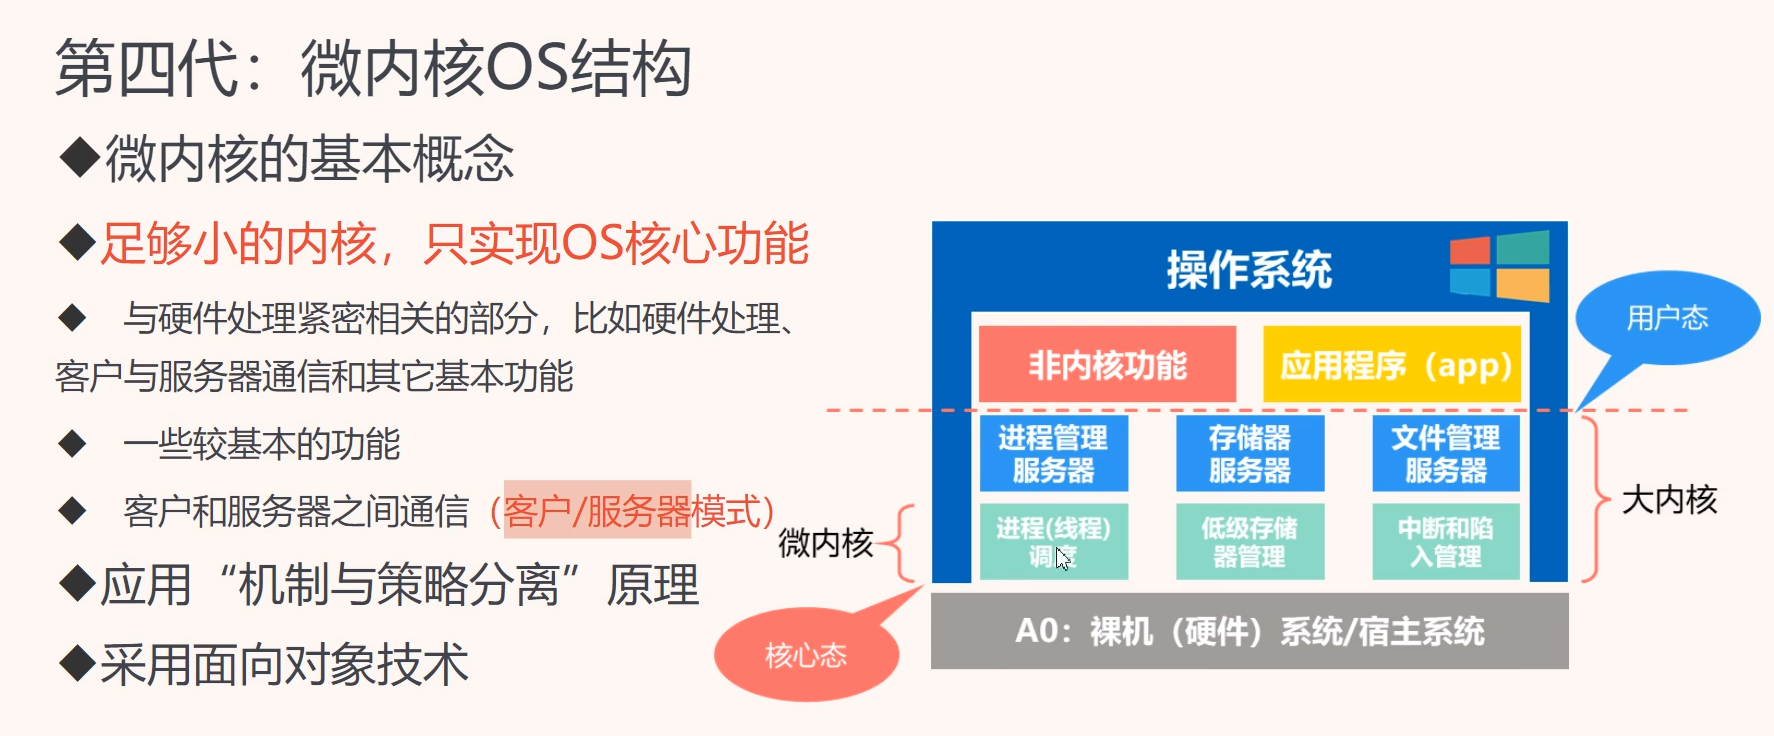 第四代：微内核OS结构
◆微内核的基本概念
◆足够小的内核，只实现OS核心功能
◆ 与硬件处理紧密相关的部分，比如硬件处理、
客户与服务器通信和其它基本功能
◆ 一些较基本的功能
◆ 客户和服务器之间通信（客户/服务器模式）
◆应用“机制与策略分离”原理
◆采用面向对象技术
操作系统
用户态
非内核功能
应用程序（app）
进程管理
服务器
存储器
服务器
文件管理
服务器
大内核
微内核
进程(线程)
调度
低级存储
器管理
中断和陷
入管理
核心态
A0：裸机（硬件）系统/宿主系统